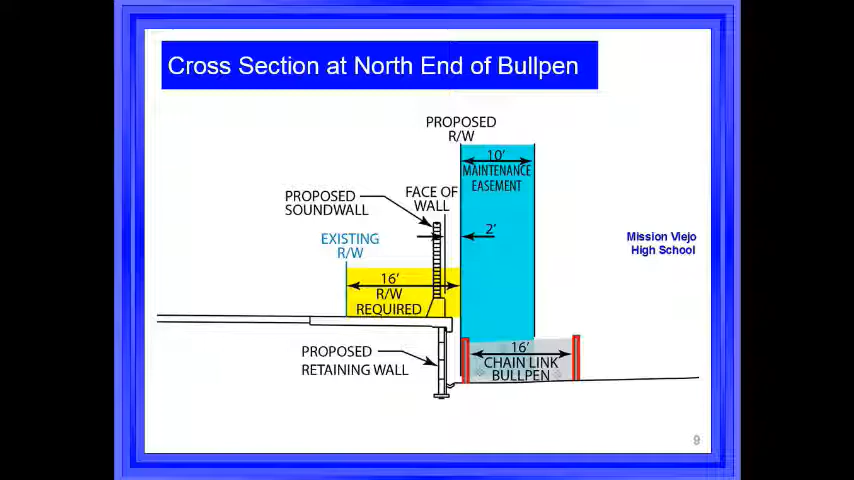 Cross Section at North End of Bullpen
PROPOSED
R/W
10'
MAINTENANCE
EASEMENT
PROPOSED
SOUNDWALL
FACE OF
WALL
2'
EXISTING
R/W
Mission Viejo
High School
16'
R/W
REQUIRED
PROPOSED
RETAINING WALL
16'
CHAIN LINK
BULLPEN
9